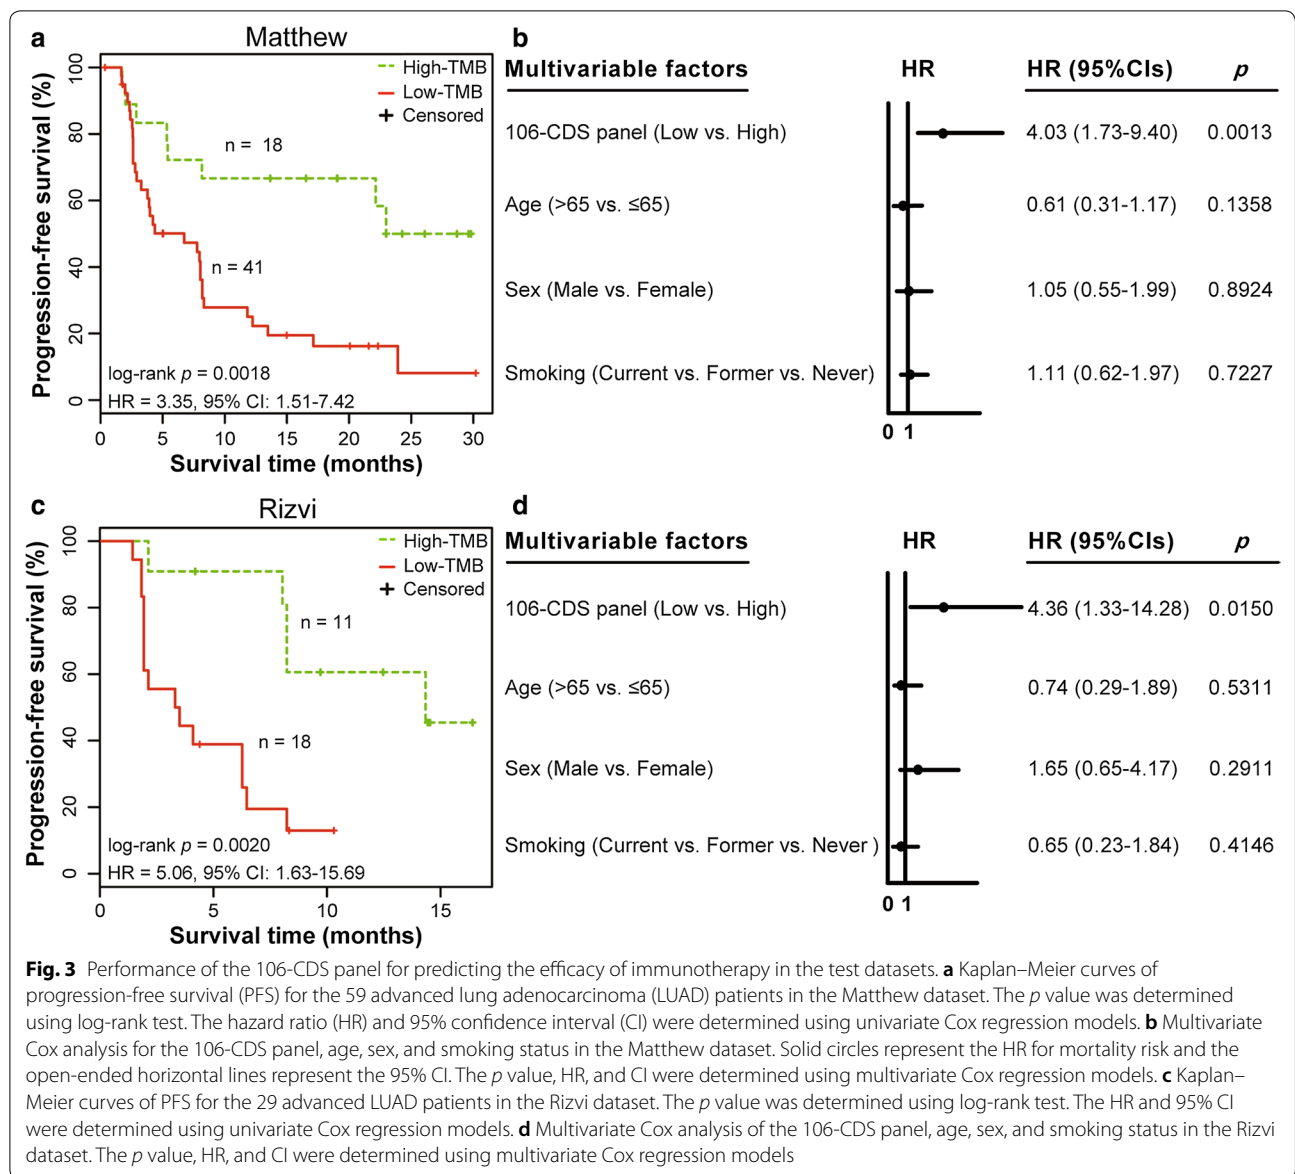 a
Matthew
Progression-free survival (%)
100
80
60
40
20
0
High-TMB
Low-TMB
Censored
n = 18
n = 41
log-rank p = 0.0018
HR = 3.35, 95% CI: 1.51-7.42
0 5 10 15 20 25 30
Survival time (months)
b
Multivariable factors HR HR (95%CIs) p
106-CDS panel (Low vs. High) 4.03 (1.73-9.40) 0.0013
Age (>65 vs. ≤65) 0.61 (0.31-1.17) 0.1358
Sex (Male vs. Female) 1.05 (0.55-1.99) 0.8924
Smoking (Current vs. Former vs. Never) 1.11 (0.62-1.97) 0.7227
0 1
c
Rizvi
Progression-free survival (%)
100
80
60
40
20
0
High-TMB
Low-TMB
Censored
n = 11
n = 18
log-rank p = 0.0020
HR = 5.06, 95% CI: 1.63-15.69
0 5 10 15
Survival time (months)
d
Multivariable factors HR HR (95%CIs) p
106-CDS panel (Low vs. High) 4.36 (1.33-14.28) 0.0150
Age (>65 vs. ≤65) 0.74 (0.29-1.89) 0.5311
Sex (Male vs. Female) 1.65 (0.65-4.17) 0.2911
Smoking (Current vs. Former vs. Never ) 0.65 (0.23-1.84) 0.4146
0 1
Fig. 3 Performance of the 106-CDS panel for predicting the efficacy of immunotherapy in the test datasets. a Kaplan–Meier curves of
progression-free survival (PFS) for the 59 advanced lung adenocarcinoma (LUAD) patients in the Matthew dataset. The p value was determined
using log-rank test. The hazard ratio (HR) and 95% confidence interval (CI) were determined using univariate Cox regression models. b Multivariate
Cox analysis for the 106-CDS panel, age, sex, and smoking status in the Matthew dataset. Solid circles represent the HR for mortality risk and the
open-ended horizontal lines represent the 95% CI. The p value, HR, and CI were determined using multivariate Cox regression models. c Kaplan–
Meier curves of PFS for the 29 advanced LUAD patients in the Rizvi dataset. The p value was determined using log-rank test. The HR and 95% CI
were determined using univariate Cox regression models. d Multivariate Cox analysis of the 106-CDS panel, age, sex, and smoking status in the Rizvi
dataset. The p value, HR, and CI were determined using multivariate Cox regression models